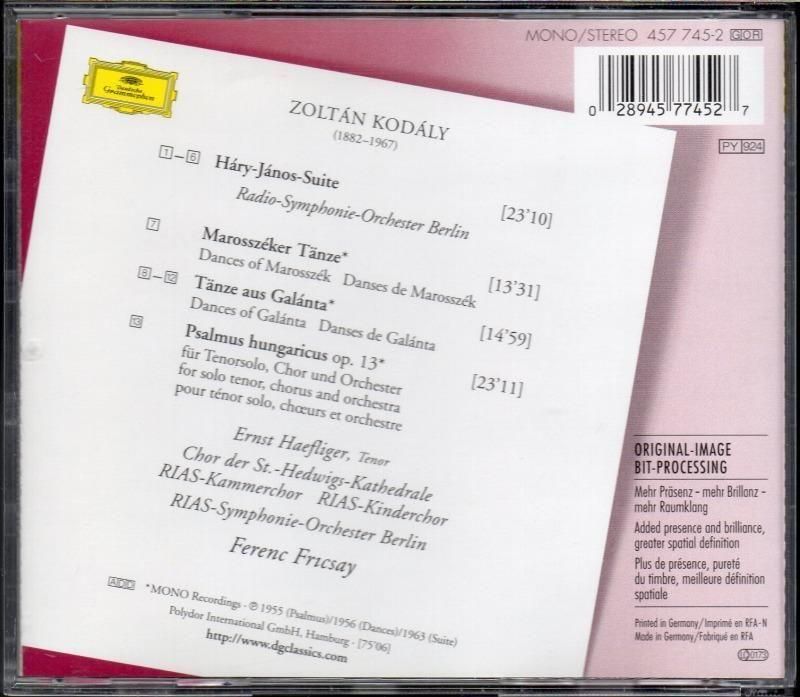 MONO/STEREO 457 745-2 GOR
Deutsche
Grammophon
0 28945 77452 7
PY 924
ZOLTÁN KODÁLY
(1882–1967)
1–6 Háry-János-Suite
Radio-Symphonie-Orchester Berlin [23'10]
7 Marosszéker Tänze*
Dances of Marosszék Danses de Marosszék [13'31]
8–12 Tänze aus Galánta*
Dances of Galánta Danses de Galánta [14'59]
13 Psalmus hungaricus op. 13*
für Tenorsolo, Chor und Orchester [23'11]
for solo tenor, chorus and orchestra
pour ténor solo, chœurs et orchestre
Ernst Haefliger, Tenor
Chor der St.-Hedwigs-Kathedrale
RIAS-Kammerchor RIAS-Kinderchor
RIAS-Symphonie-Orchester Berlin
Ferenc Fricsay
ADD *MONO Recordings · ℗ 1955 (Psalmus)/1956 (Dances)/1963 (Suite)
Polydor International GmbH, Hamburg · [75'06]
http://www.dgclassics.com
ORIGINAL-IMAGE
BIT-PROCESSING
Mehr Präsenz – mehr Brillanz –
mehr Raumklang
Added presence and brilliance,
greater spatial definition
Plus de présence, pureté
du timbre, meilleure définition
spatiale
Printed in Germany/Imprimé en RFA-N
Made in Germany/Fabriqué en RFA
LC 0173